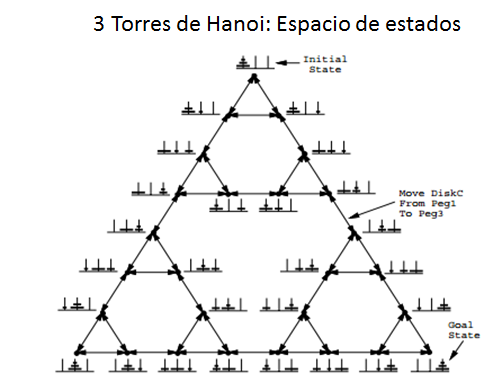 3 Torres de Hanoi: Espacio de estados
Initial
State
Move DiskC
From Peg1
To Peg3
Goal
State